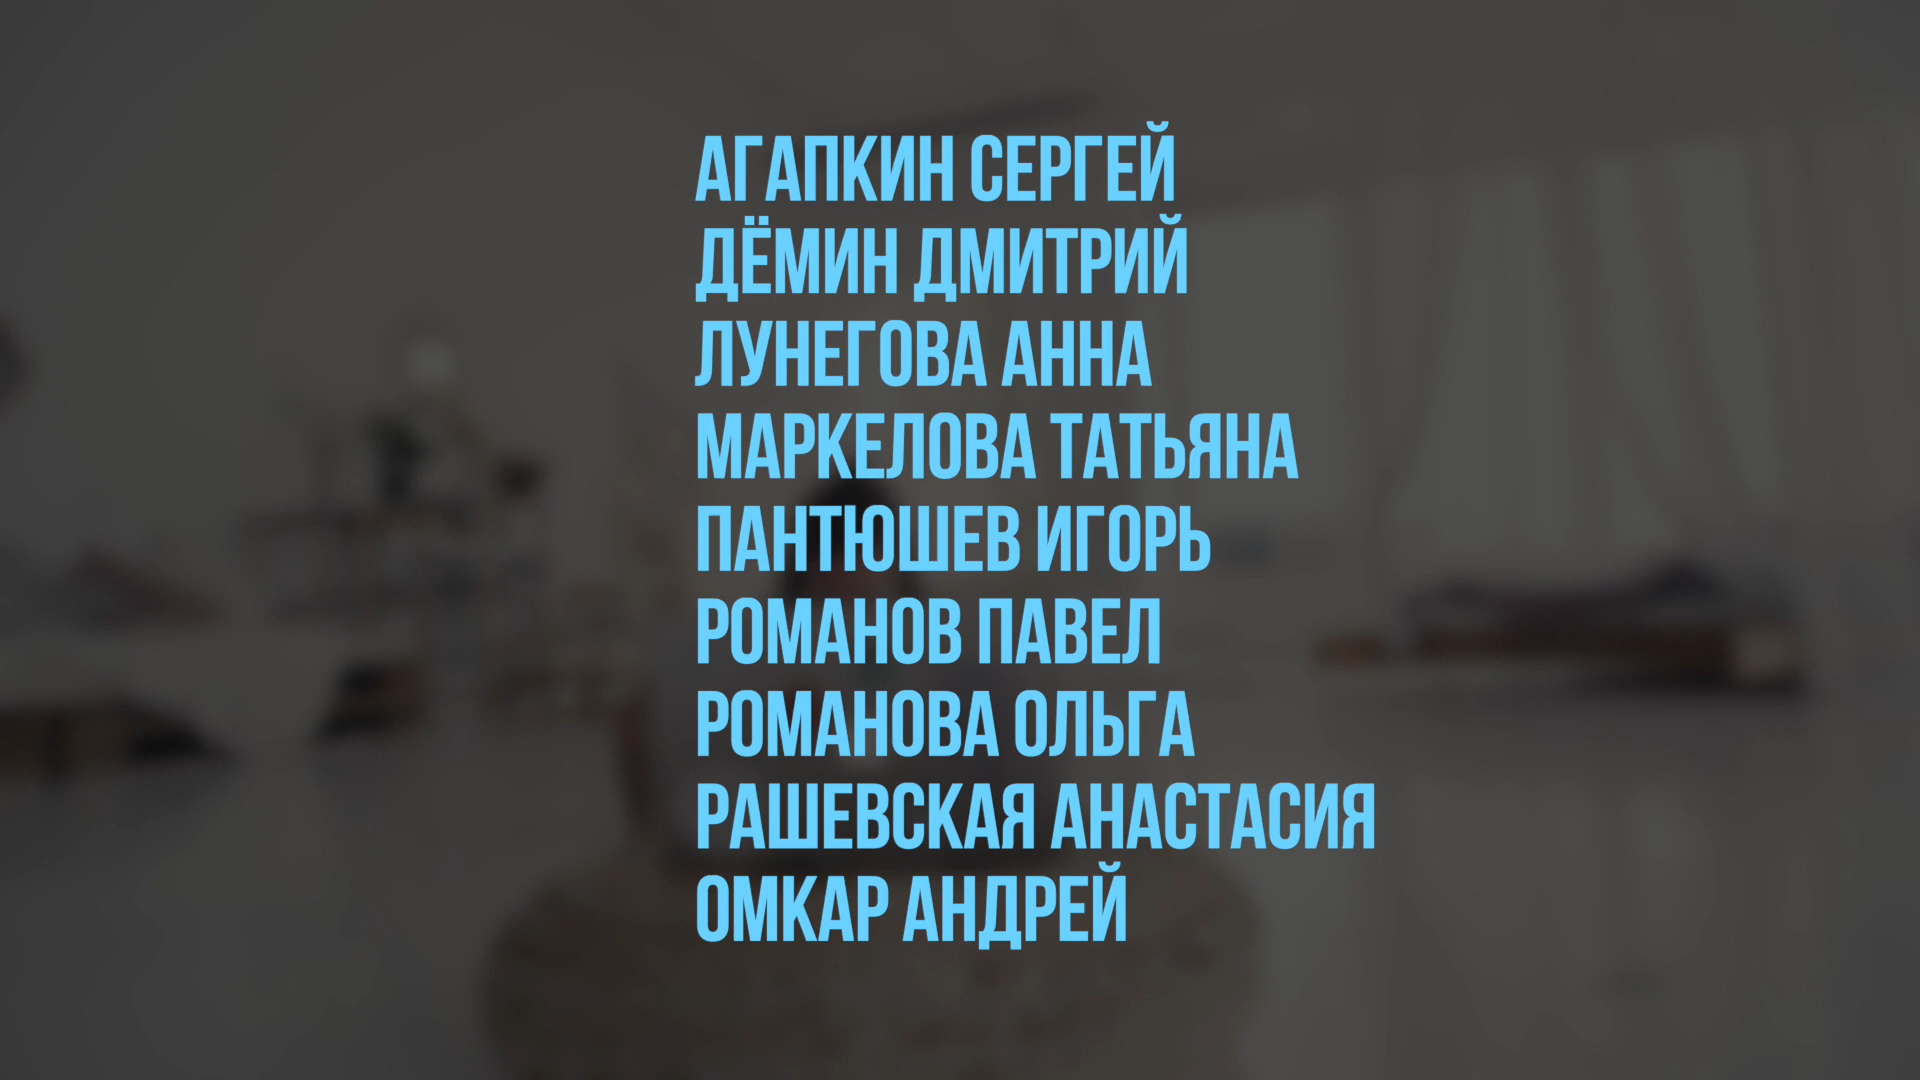 АГАПКИН СЕРГЕЙ
ДЁМИН ДМИТРИЙ
ЛУНЕГОВА АННА
МАРКЕЛОВА ТАТЬЯНА
ПАНТЮШЕВ ИГОРЬ
РОМАНОВ ПАВЕЛ
РОМАНОВА ОЛЬГА
РАШЕВСКАЯ АНАСТАСИЯ
ОМКАР АНДРЕЙ